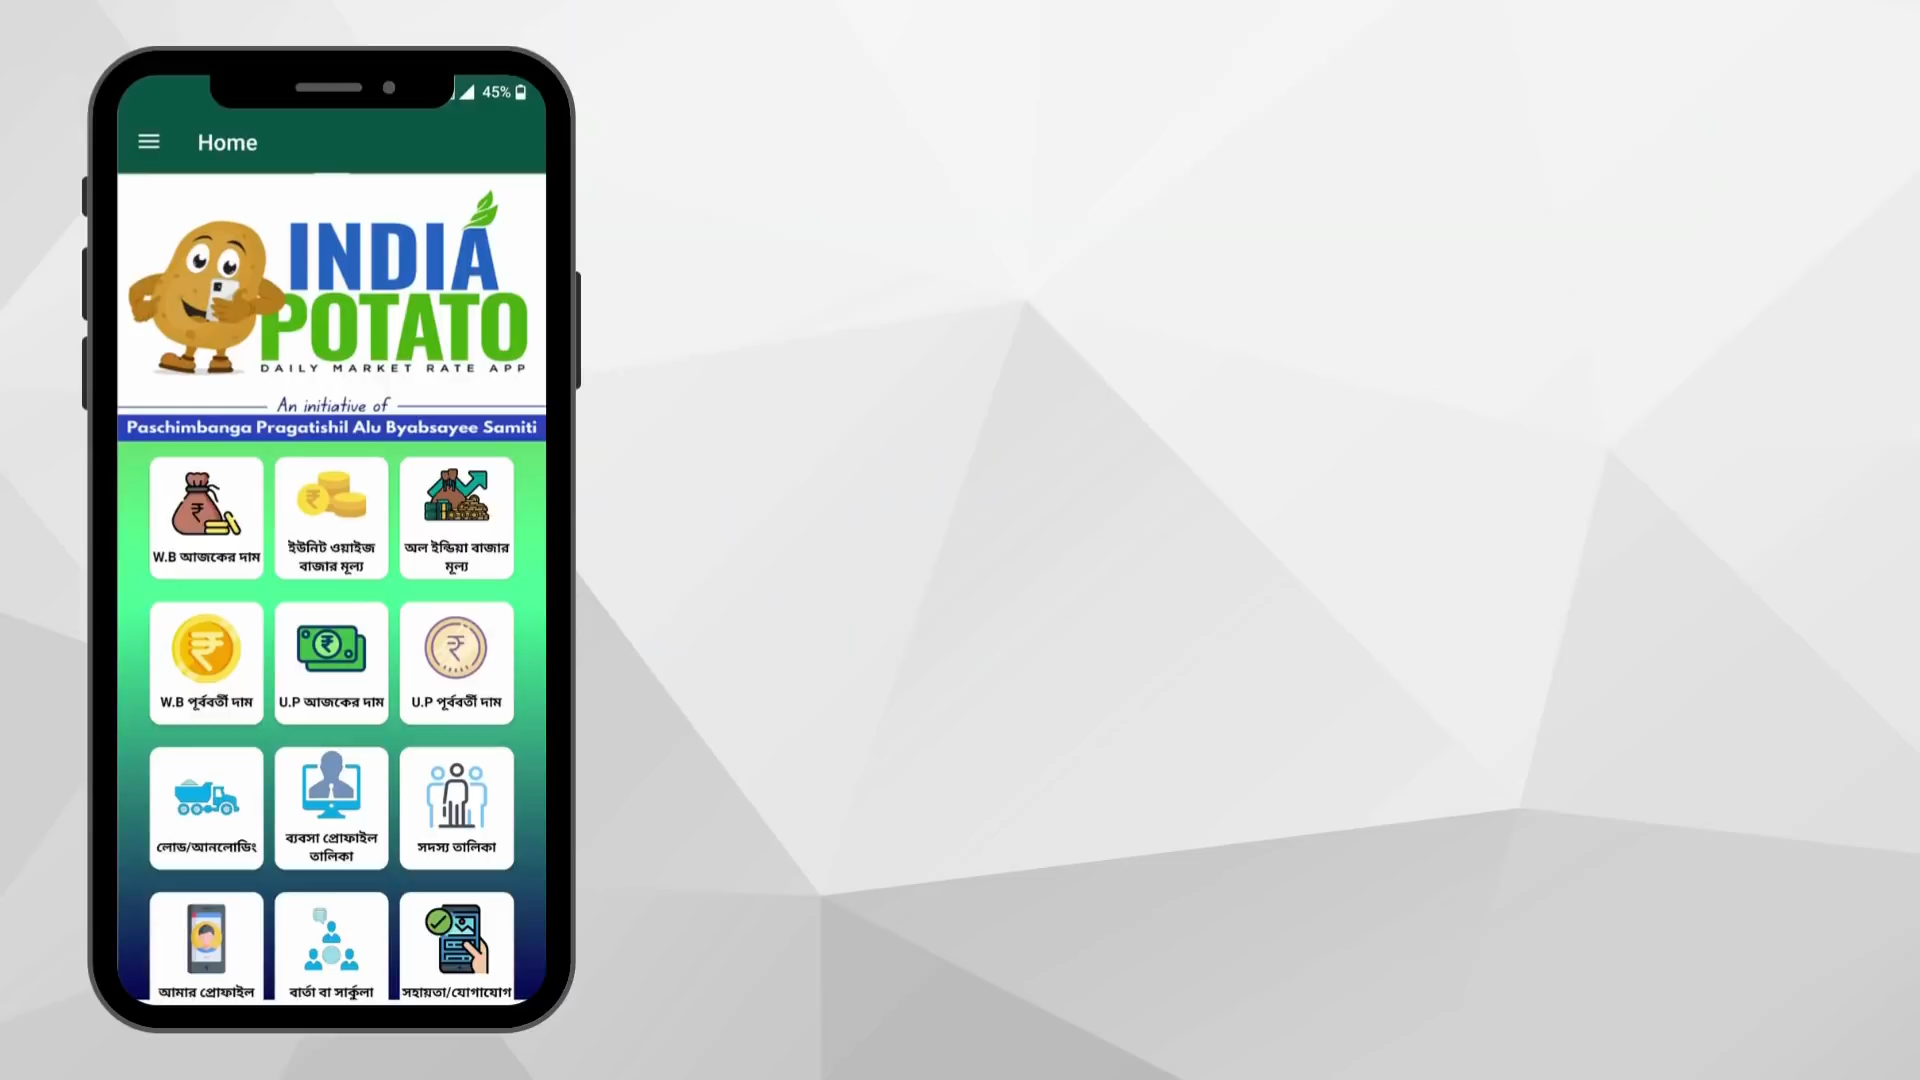 45%
Home
INDIA
POTATO
DAILY MARKET RATE APP
An initiative of
Paschimbanga Pragatishil Alu Byabsayee Samiti
W.B আজকের দাম
ইউনিট ওয়াইজ
বাজার মূল্য
অল ইন্ডিয়া বাজার
মূল্য
W.B পূর্ববর্তী দাম
U.P আজকের দাম
U.P পূর্ববর্তী দাম
লোড/আনলোডিং
ব্যবসা প্রোফাইল
তালিকা
সদস্য তালিকা
আমার প্রোফাইল
বার্তা বা সার্কুলা
সহায়তা/যোগাযোগ